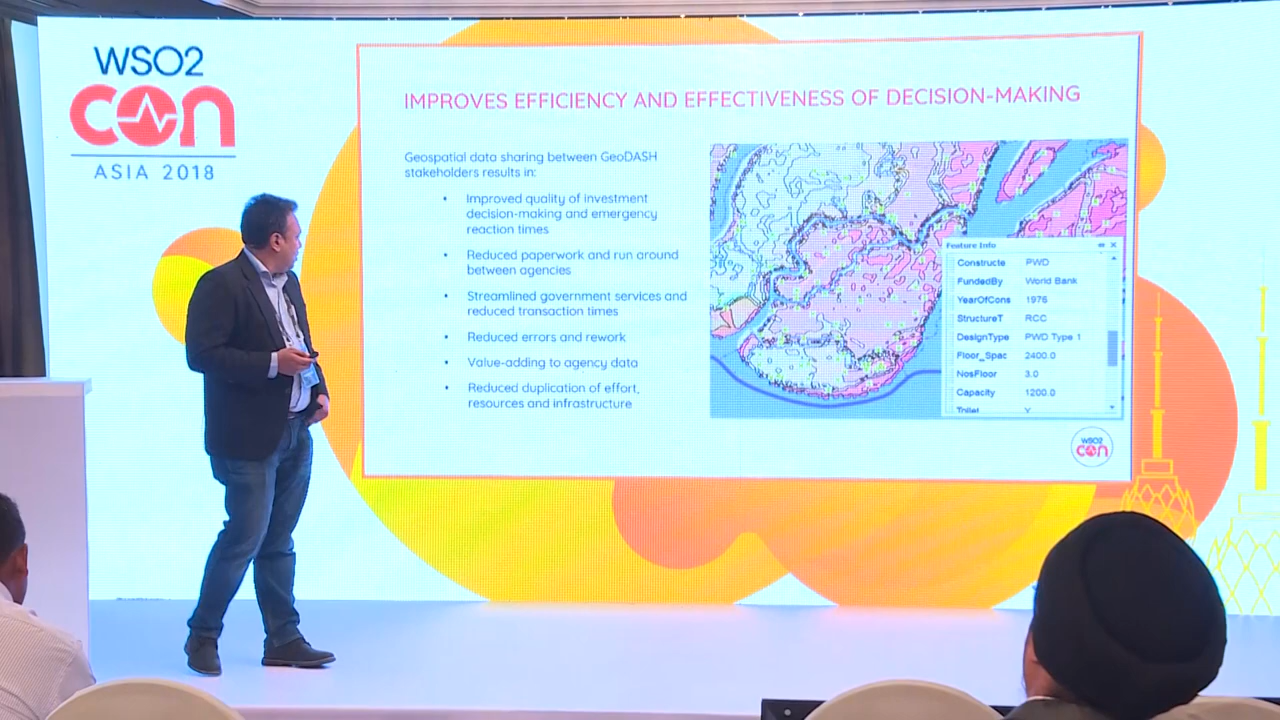 WSO2
CON
ASIA 2018
IMPROVES EFFICIENCY AND EFFECTIVENESS OF DECISION-MAKING
Geospatial data sharing between GeoDASH
stakeholders results in:
• Improved quality of investment
decision-making and emergency
reaction times
• Reduced paperwork and run around
between agencies
• Streamlined government services and
reduced transaction times
• Reduced errors and rework
• Value-adding to agency data
• Reduced duplication of effort,
resources and infrastructure
Feature Info
Constructe PWD
FundedBy World Bank
YearOfCons 1976
StructureT RCC
DesignType PWD Type 1
Floor_Spac 2400.0
NosFloor 3.0
Capacity 1200.0
Toilet Y
WSO2
CON